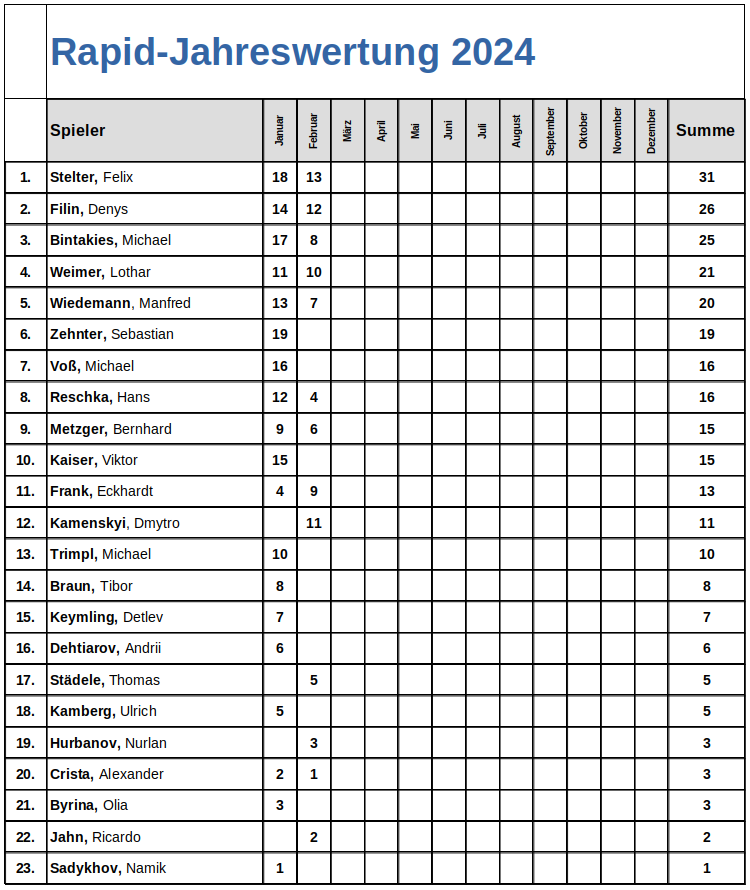 Rapid-Jahreswertung 2024
Spieler Januar Februar März April Mai Juni Juli August September Oktober November Dezember Summe
1. Stelter, Felix 18 13 31
2. Filin, Denys 14 12 26
3. Bintakies, Michael 17 8 25
4. Weimer, Lothar 11 10 21
5. Wiedemann, Manfred 13 7 20
6. Zehnter, Sebastian 19 19
7. Voß, Michael 16 16
8. Reschka, Hans 12 4 16
9. Metzger, Bernhard 9 6 15
10. Kaiser, Viktor 15 15
11. Frank, Eckhardt 4 9 13
12. Kamenskyi, Dmytro 11 11
13. Trimpl, Michael 10 10
14. Braun, Tibor 8 8
15. Keymling, Detlev 7 7
16. Dehtiarov, Andrii 6 6
17. Städele, Thomas 5 5
18. Kamberg, Ulrich 5 5
19. Hurbanov, Nurlan 3 3
20. Crista, Alexander 2 1 3
21. Byrina, Olia 3 3
22. Jahn, Ricardo 2 2
23. Sadykhov, Namik 1 1